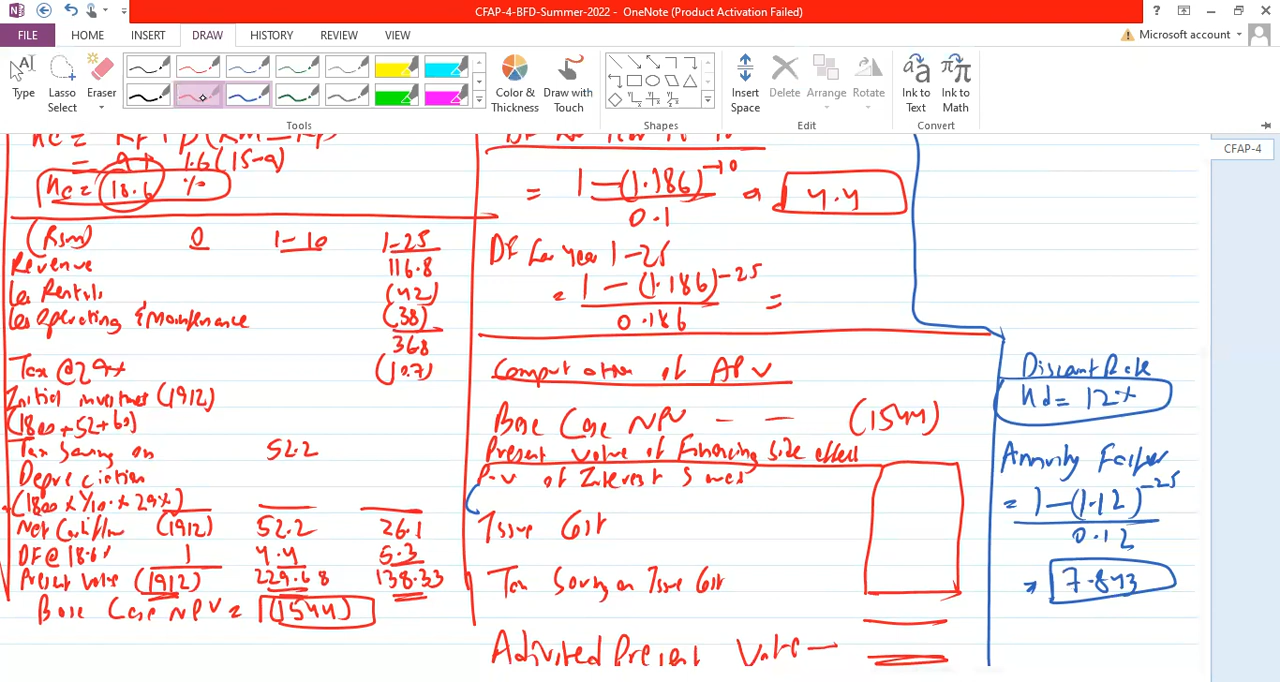 CFAP-4-BFD-Summer-2022 - OneNote (Product Activation Failed)
FILE HOME INSERT DRAW HISTORY REVIEW VIEW
Microsoft account
Type
Lasso Select
Eraser
Color & Thickness
Draw with Touch
Insert Space
Delete
Arrange
Rotate
Ink to Text
Ink to Math
Tools
Shapes
Edit
Convert
CFAP-4
1.6 (15-9)
18.6 %
(Rsm) 0 1-10 1-25
Revenue 116.8
Les Rentals (42)
Les Operating & Maintenance (38)
36.8
Tax @ 29% (10.7)
Initial investment (1912)
(1800 + 52 + 60)
Tax Saving on 52.2
Depreciation
(1800 x 1/10 x 29%)
Net Cashflow (1912) 52.2 26.1
DF @ 18.6% 1 4.4 5.3
Present Value (1912) 229.68 138.33
Base Case NPV = (1544)
= 1 - (1.186)^-10
0.1
4.4
DF for year 1-25
= 1 - (1.186)^-25 =
0.186
Computation of APV
Base Case NPV - - (1544)
Present Value of Financing side effect
P.V of Interest Saved
Issue Cost
Tax Saving on Issue Cost
Adjusted Present Value -
Discount Rate
Kd = 12%
Annuity Factor
= 1 - (1.12)^-25
0.12
= 7.843